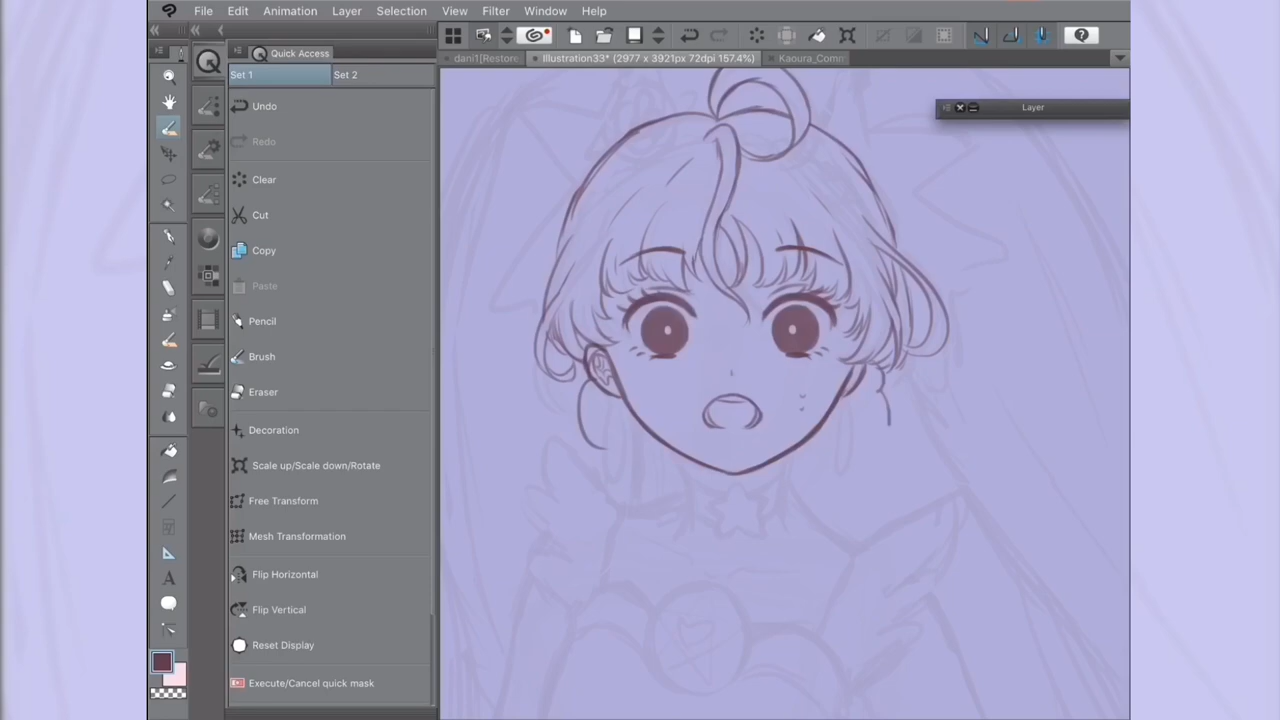 File Edit Animation Layer Selection View Filter Window Help
Quick Access
dani1[Restore Illustration33* (2977 x 3921px 72dpi 157.4%) Kaoura_Comm
Set 1 Set 2
Layer
Undo
Redo
Clear
Cut
Copy
Paste
Pencil
Brush
Eraser
Decoration
Scale up/Scale down/Rotate
Free Transform
Mesh Transformation
Flip Horizontal
Flip Vertical
Reset Display
Execute/Cancel quick mask